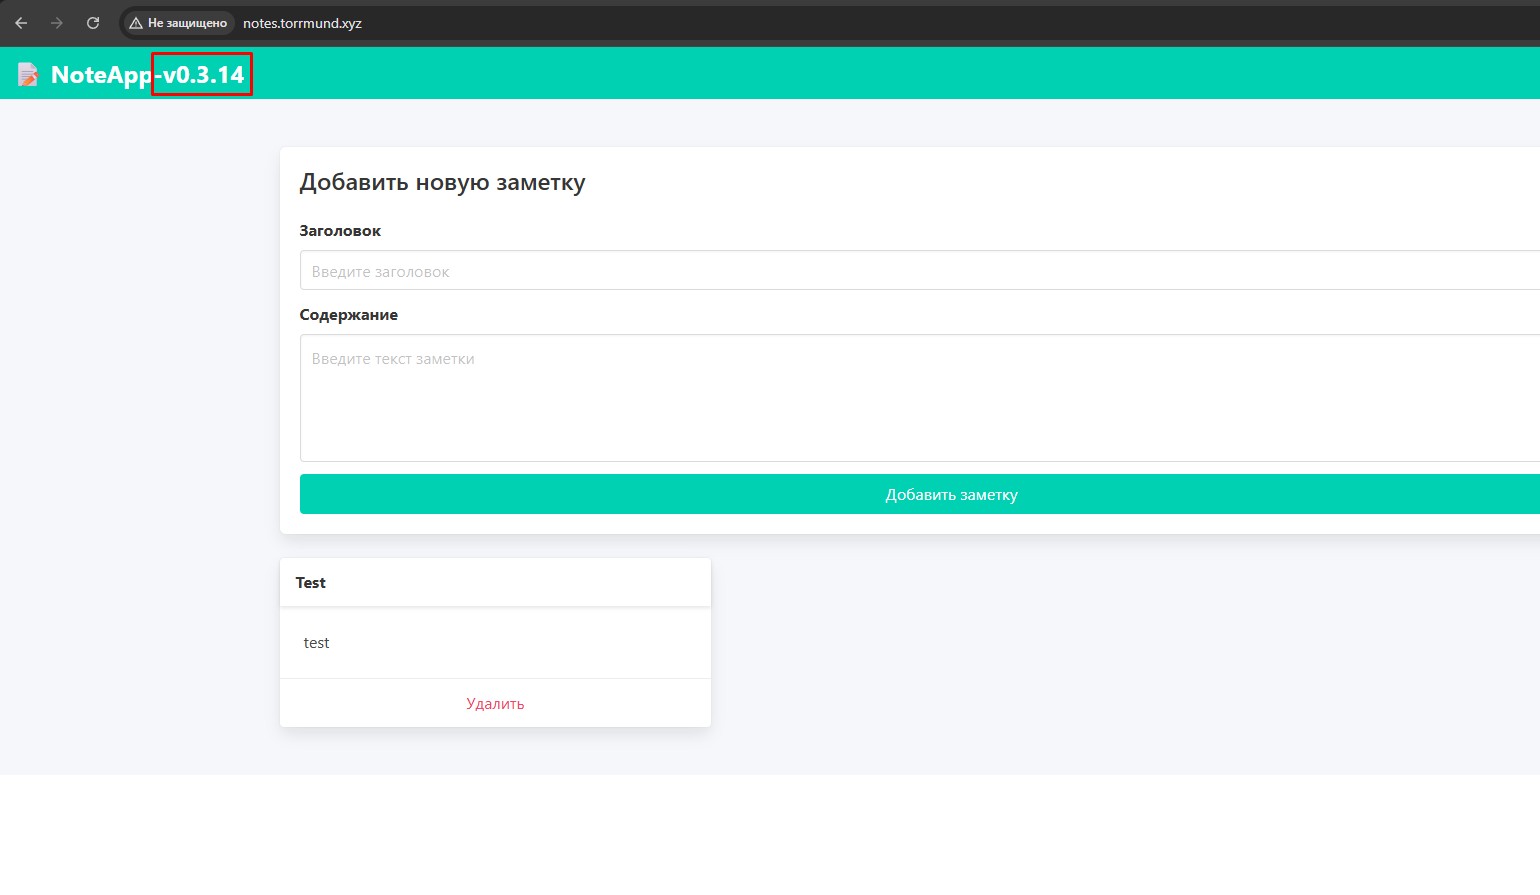 Не защищено notes.torrmund.xyz
NoteApp-v0.3.14
Добавить новую заметку
Заголовок
Введите заголовок
Содержание
Введите текст заметки
Добавить заметку
Test
test
Удалить